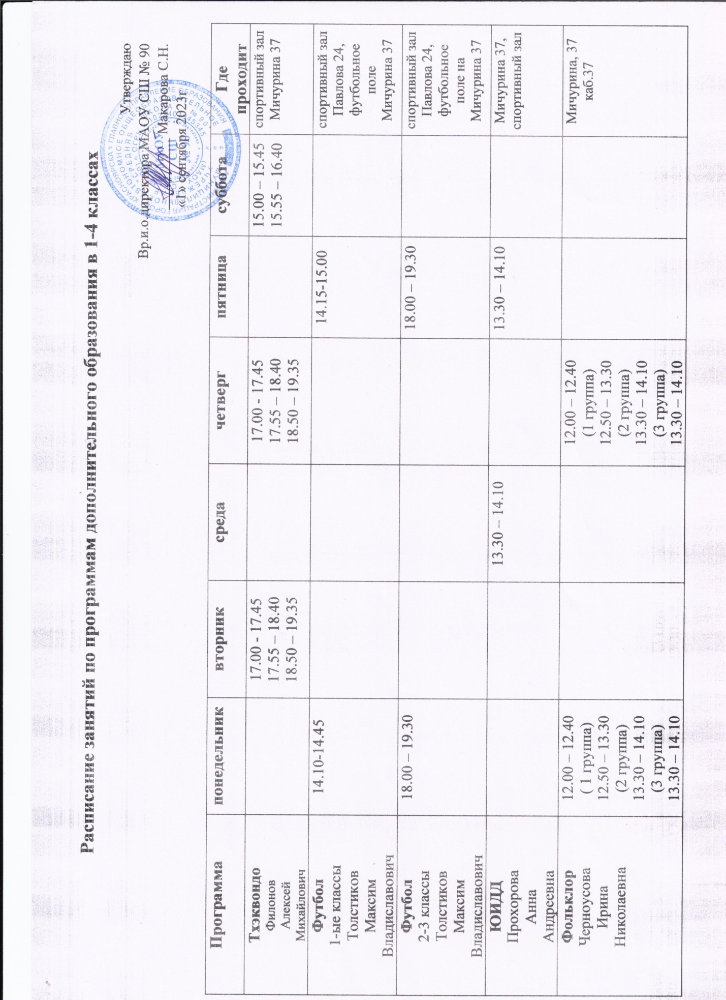 Расписание занятий по программам дополнительного образования в 1-4 классах
Утверждаю
Вр.и.о.директора МАОУ СШ № 90
Макарова С.Н.
«1» сентября 2023г
Программа
понедельник
вторник
среда
четверг
пятница
суббота
Где
проходит
Тхэквондо
Филонов
Алексей
Михайлович
17.00 - 17.45
17.55 – 18.40
18.50 – 19.35
17.00 - 17.45
17.55 – 18.40
18.50 – 19.35
15.00 – 15.45
15.55 – 16.40
спортивный зал
Мичурина 37
Футбол
1-ые классы
Толстиков
Максим
Владиславович
14.10-14.45
14.15-15.00
спортивный зал
Павлова 24,
футбольное
поле
Мичурина 37
Футбол
2-3 классы
Толстиков
Максим
Владиславович
18.00 – 19.30
18.00 – 19.30
спортивный зал
Павлова 24,
футбольное
поле на
Мичурина 37
ЮИДД
Прохорова
Анна
Андреевна
13.30 – 14.10
13.30 – 14.10
Мичурина 37,
спортивный зал
Фольклор
Черноусова
Ирина
Николаевна
12.00 – 12.40
( 1 группа)
12.50 – 13.30
(2 группа)
13.30 – 14.10
(3 группа)
13.30 – 14.10
12.00 – 12.40
(1 группа)
12.50 – 13.30
(2 группа)
13.30 – 14.10
(3 группа)
13.30 – 14.10
Мичурина, 37
каб.37